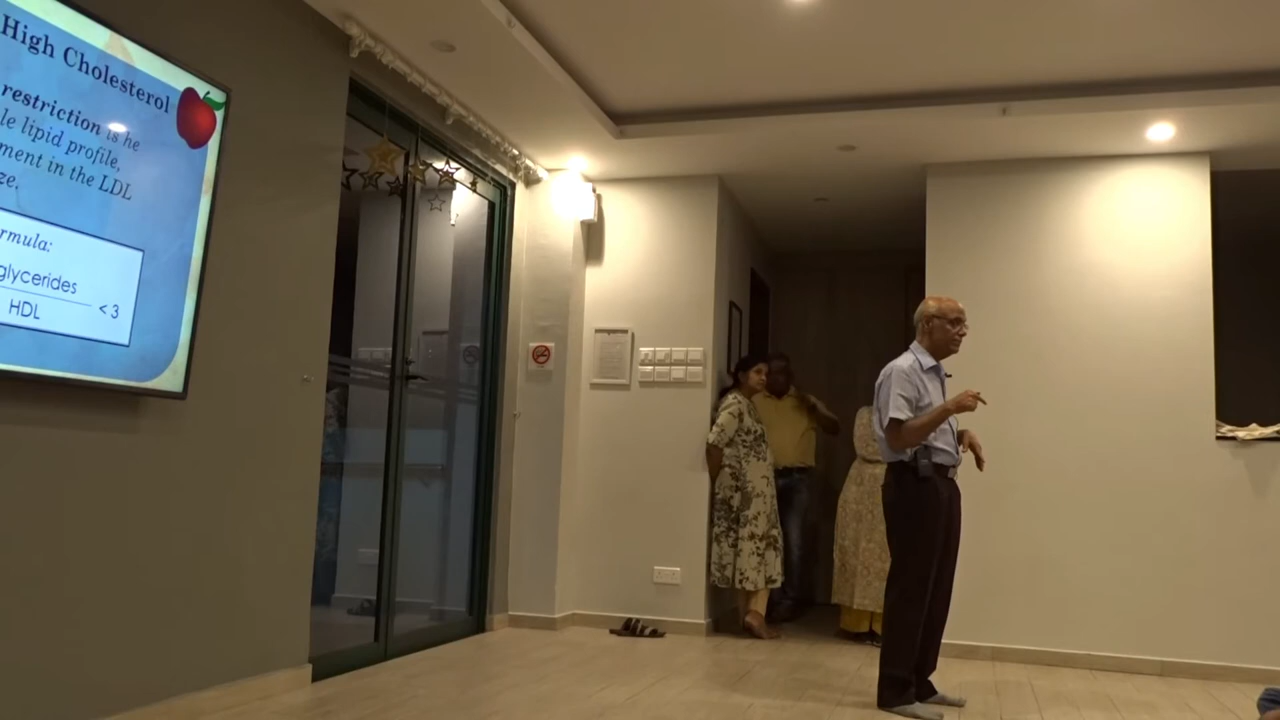 High Cholesterol
restriction is he
le lipid profile,
ment in the LDL
ze.
rmula:
glycerides
HDL
< 3